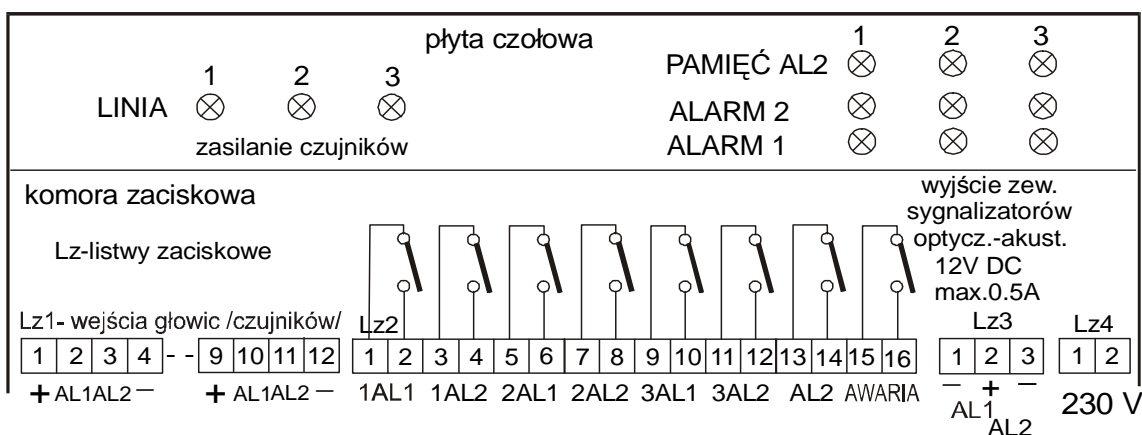 płyta czołowa
1 2 3
PAMIĘĆ AL2
1 2 3
LINIA
ALARM 2
zasilanie czujników
ALARM 1
komora zaciskowa
wyjście zew.
sygnalizatorów
optycz.-akust.
12V DC
max.0.5A
Lz-listwy zaciskowe
Lz1- wejścia głowic /czujników/
Lz2
Lz3
Lz4
1 2 3 4 - - 9 10 11 12
1 2 3 4 5 6 7 8 9 10 11 12 13 14 15 16
1 2 3
1 2
+ AL1 AL2 − + AL1 AL2 −
1AL1 1AL2 2AL1 2AL2 3AL1 3AL2 AL2 AWARIA
− + −
AL1
AL2
230 V